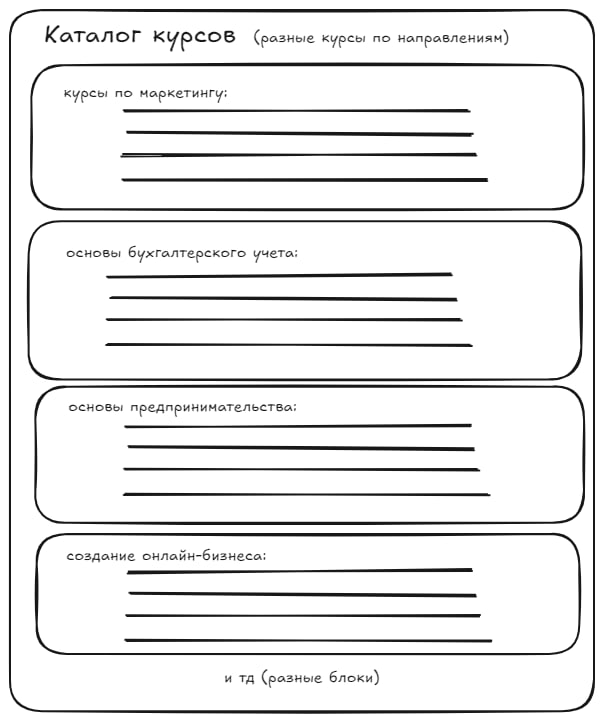 Каталог курсов (разные курсы по направлениям)
курсы по маркетингу:
основы бухгалтерского учета:
основы предпринимательства:
создание онлайн-бизнеса:
и тд (разные блоки)